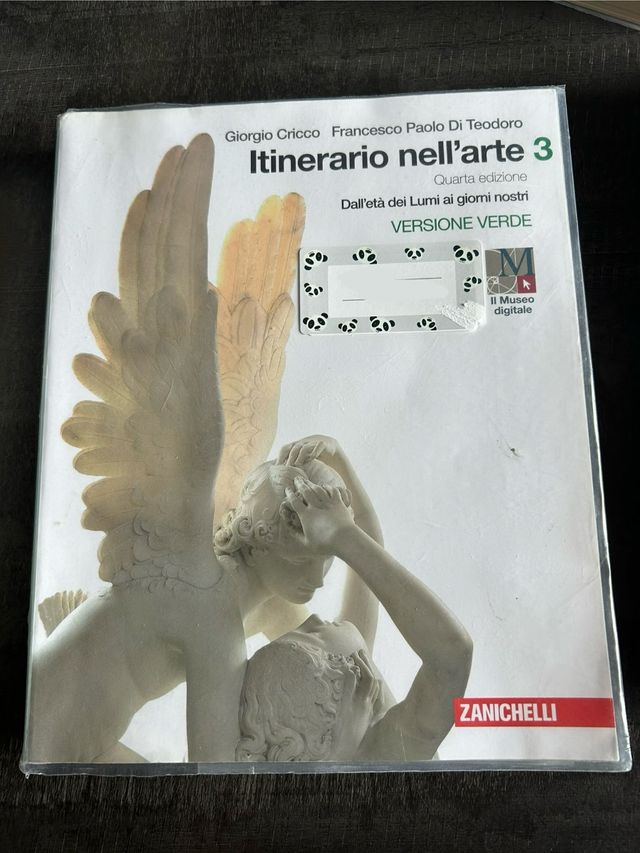 Giorgio Cricco Francesco Paolo Di Teodoro
Itinerario nell'arte 3
Quarta edizione
Dall'età dei Lumi ai giorni nostri
VERSIONE VERDE
M
Il Museo
digitale
ZANICHELLI